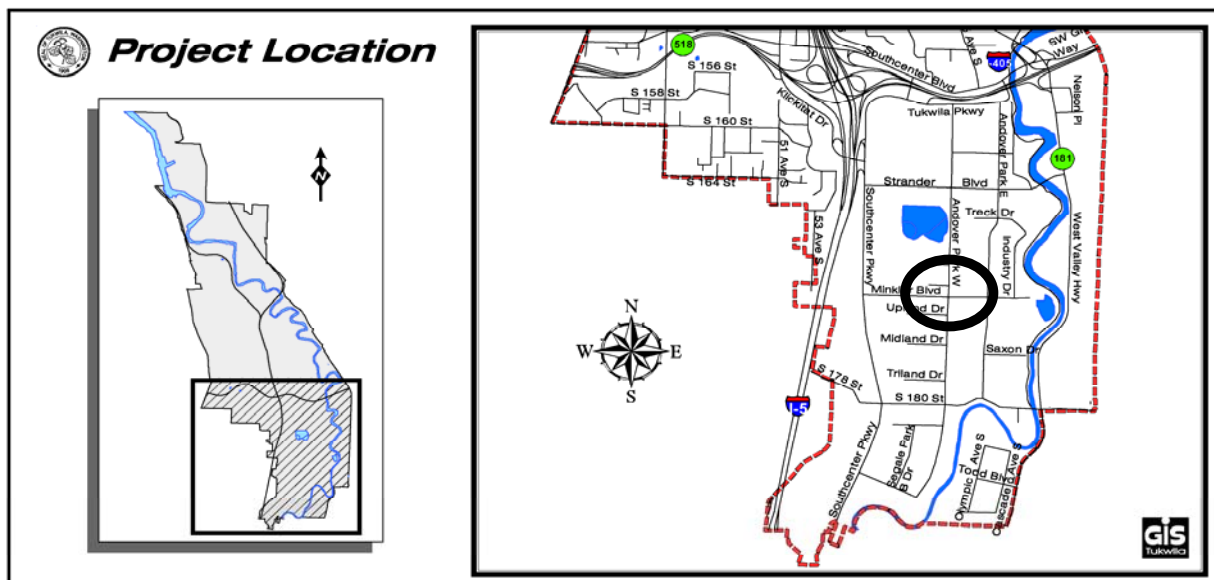 Project Location
N
518
S 156 St
S 158 St
S 160 St
S 164 St
Klickitat Dr
51 Ave S
53 Ave S
Southcenter Blvd
I-405
SW Gr
Way
Nelson Pl
Tukwila Pkwy
Andover Park E
181
Strander Blvd
Treck Dr
Andover Park W
Industry Dr
West Valley Hwy
Southcenter Pkwy
Minkler Blvd
Upland Dr
Midland Dr
Saxon Dr
Triland Dr
S 178 St
S 180 St
I-5
N
W E
S
Southcenter Pkwy
Segale Park
B Dr
Olympic Ave S
Todd Blvd
Cascade Ave S
GIS
Tukwila